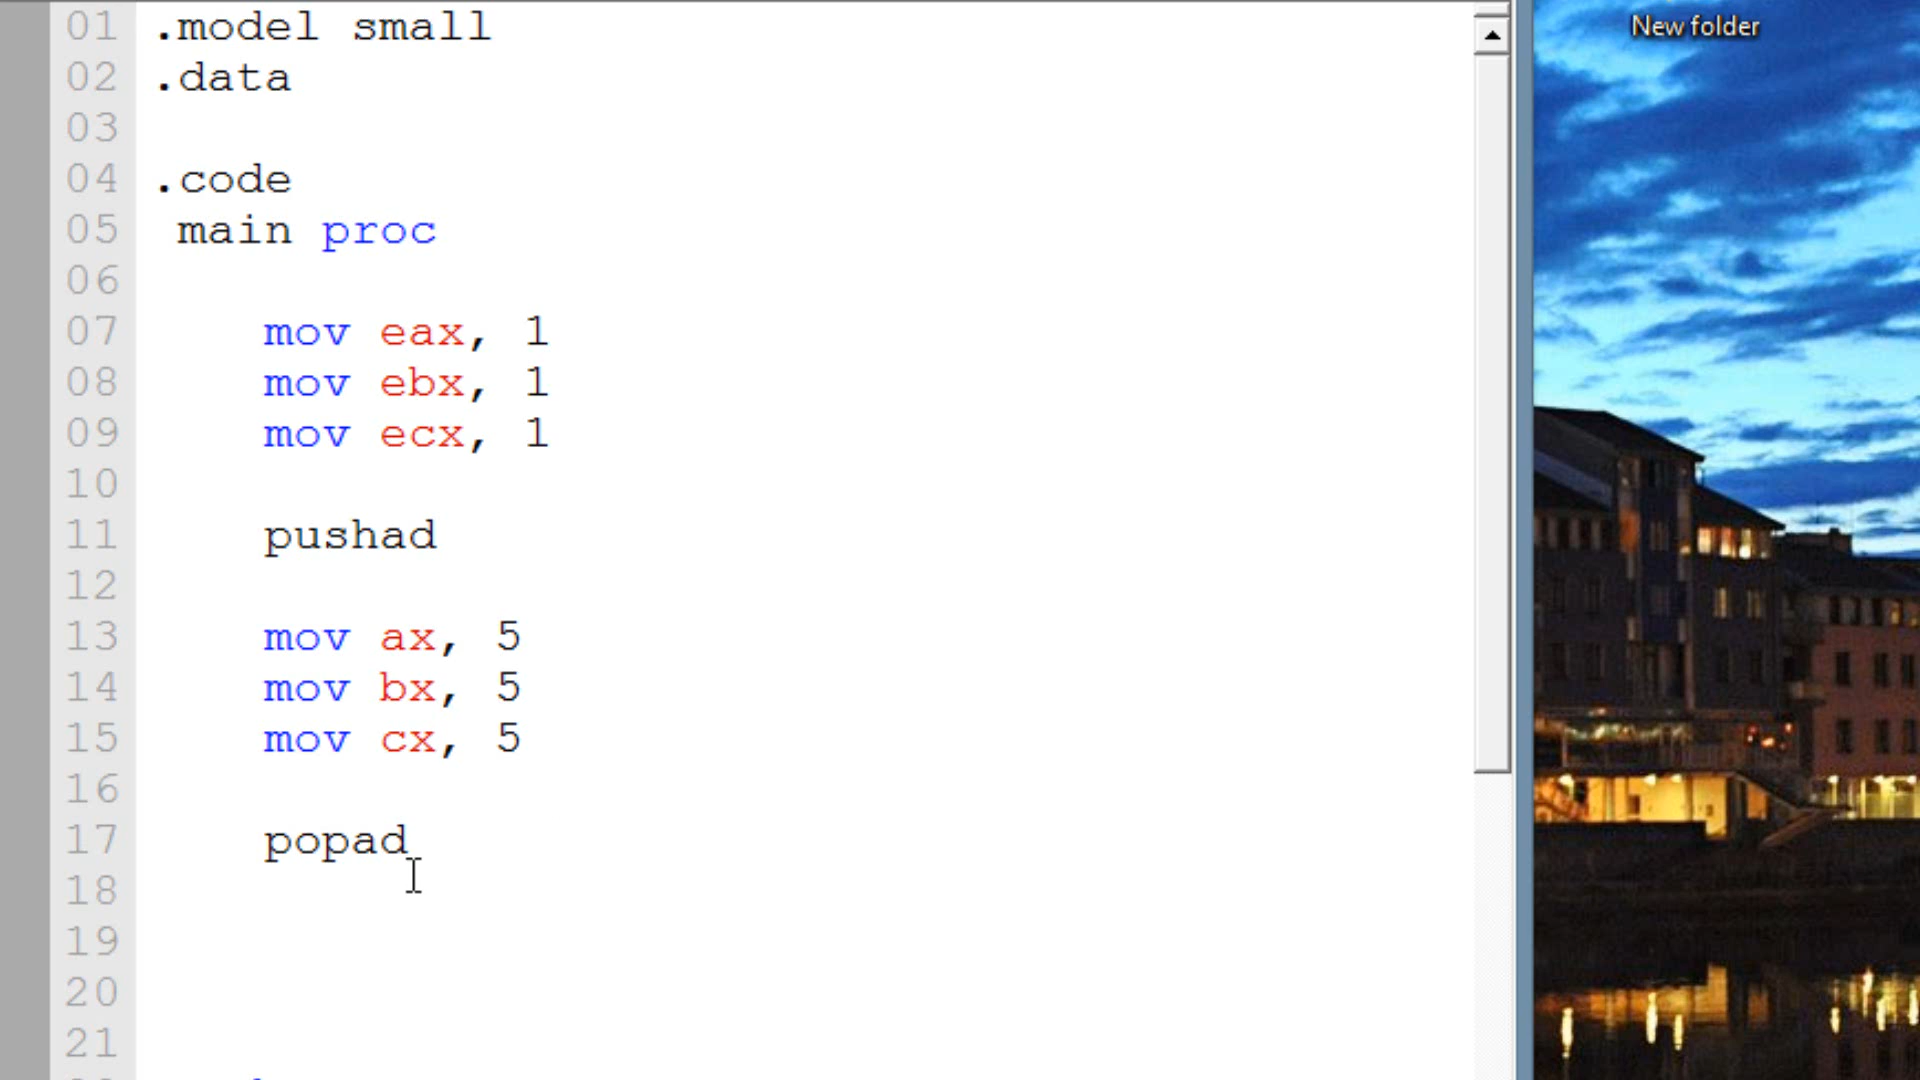 01 .model small
02 .data
03
04 .code
05 main proc
06
07 mov eax, 1
08 mov ebx, 1
09 mov ecx, 1
10
11 pushad
12
13 mov ax, 5
14 mov bx, 5
15 mov cx, 5
16
17 popad
18
19
20
21
New folder